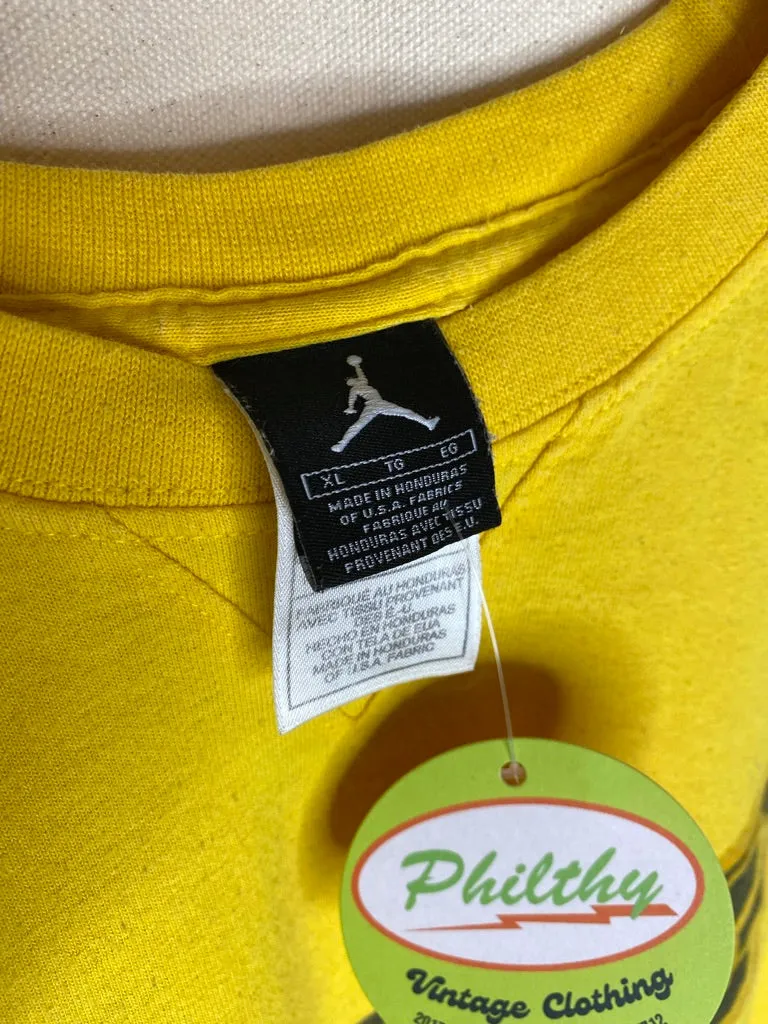 XL TG EG
MADE IN HONDURAS
OF U.S.A. FABRICS
FABRIQUE AU
HONDURAS AVEC TISSU
PROVENANT DES É.U.
FABRIQUÉ AU HONDURAS
AVEC TISSU PROVENANT
DES É.-U.
HECHO EN HONDURAS
CON TELA DE EUA
MADE IN HONDURAS
OF U.S.A. FABRIC
Philthy
Vintage Clothing